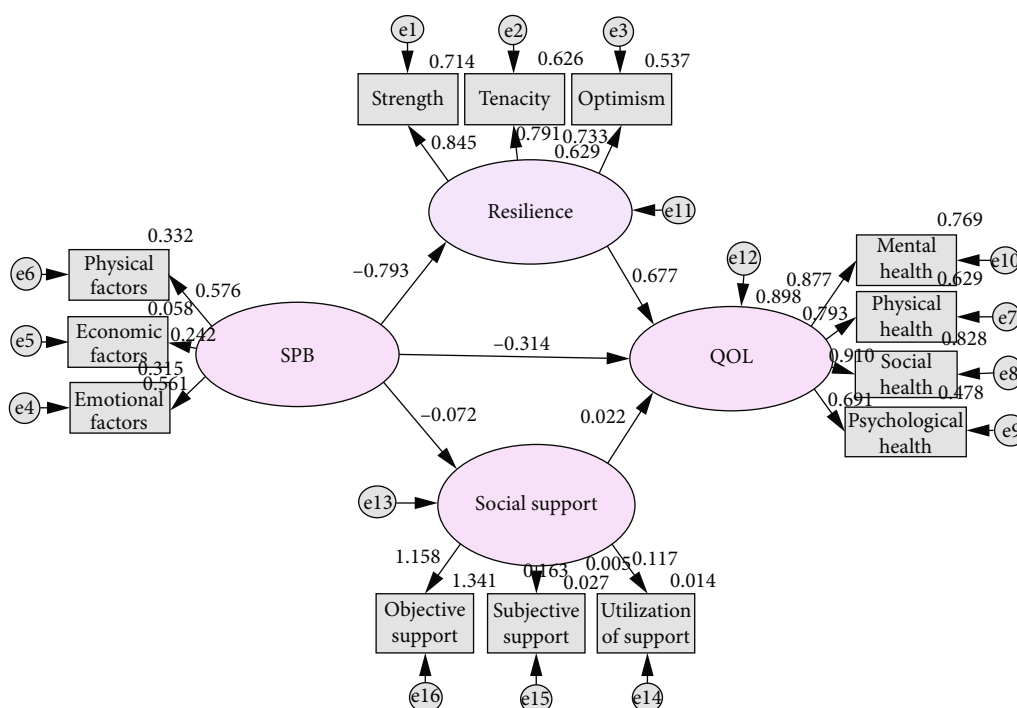 e1
e2
e3
0.714
0.626
0.537
Strength
Tenacity
Optimism
0.845
0.791
0.733
0.629
Resilience
e11
0.332
e6
Physical
factors
0.576
0.058
e5
Economic
factors
0.242
0.315
0.561
e4
Emotional
factors
SPB
−0.793
−0.314
−0.072
0.677
0.022
e12
0.898
QOL
0.877
0.793
0.910
0.691
0.769
Mental
health
e10
0.629
Physical
health
e7
0.828
Social
health
e8
0.478
Psychological
health
e9
e13
Social support
1.158
0.163
0.005
0.117
1.341
0.027
0.014
Objective
support
Subjective
support
Utilization
of support
e16
e15
e14